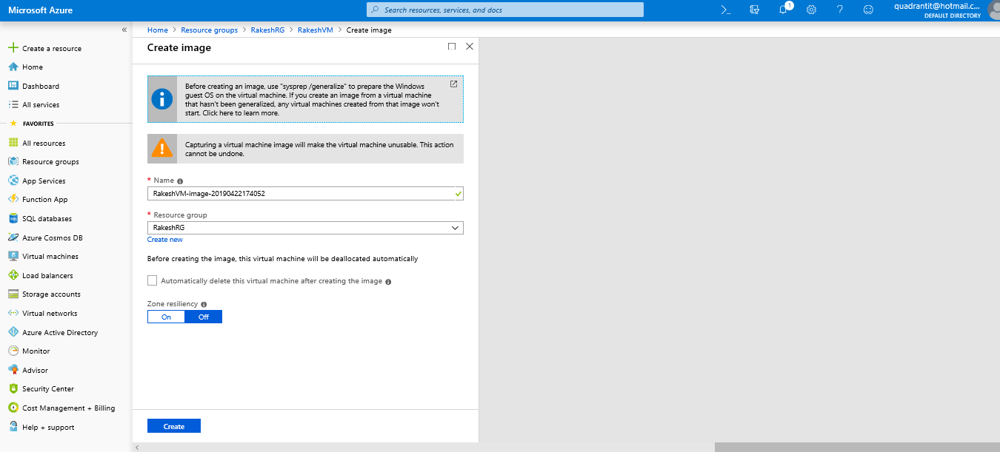 Microsoft Azure
Search resources, services, and docs
1
quadrantit@hotmail.c...
DEFAULT DIRECTORY
«
Create a resource
Home
Dashboard
All services
FAVORITES
All resources
Resource groups
App Services
Function App
SQL databases
Azure Cosmos DB
Virtual machines
Load balancers
Storage accounts
Virtual networks
Azure Active Directory
Monitor
Advisor
Security Center
Cost Management + Billing
Help + support
Home > Resource groups > RakeshRG > RakeshVM > Create image
Create image
Before creating an image, use "sysprep /generalize" to prepare the Windows
guest OS on the virtual machine. If you create an image from a virtual machine
that hasn't been generalized, any virtual machines created from that image won't
start. Click here to learn more.
Capturing a virtual machine image will make the virtual machine unusable. This action
cannot be undone.
* Name
RakeshVM-image-20190422174052
* Resource group
RakeshRG
Create new
Before creating the image, this virtual machine will be deallocated automatically
Automatically delete this virtual machine after creating the image
Zone resiliency
On Off
Create